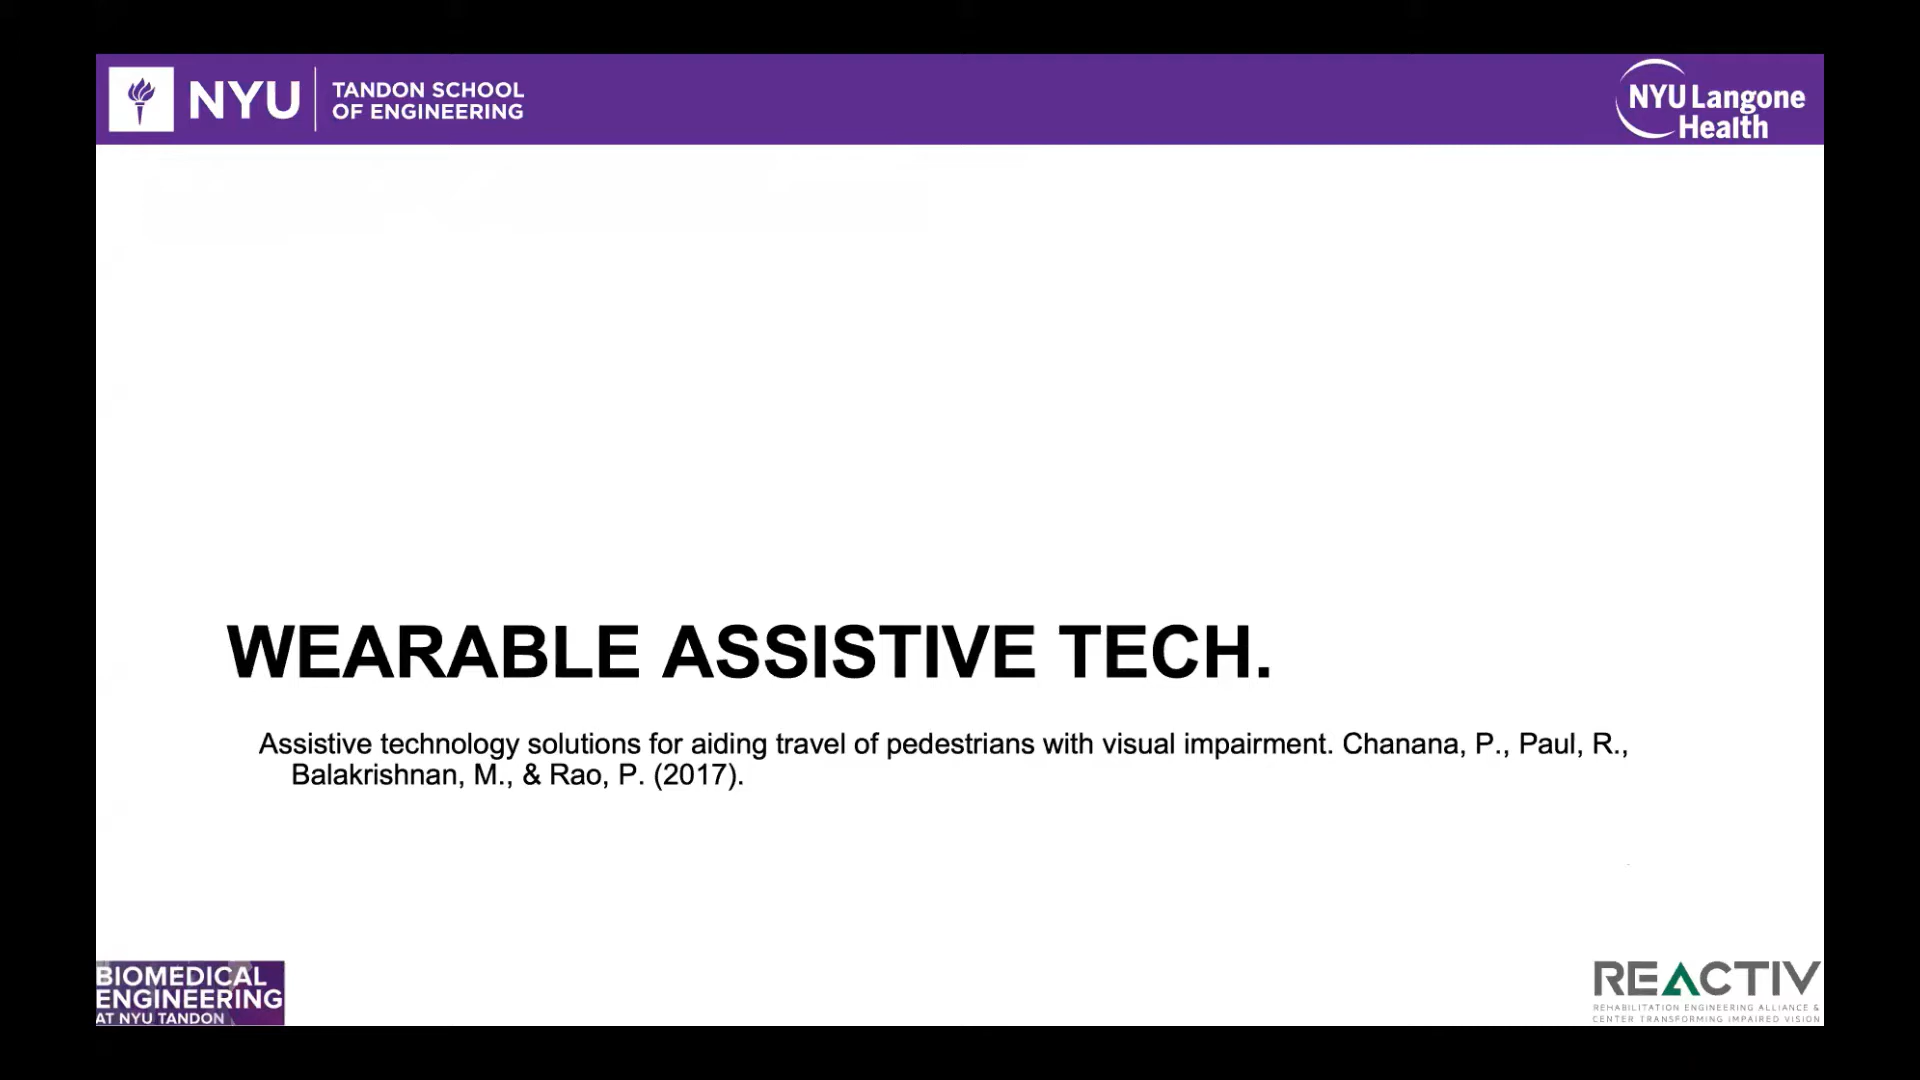 NYU
TANDON SCHOOL
OF ENGINEERING
NYU Langone
Health
WEARABLE ASSISTIVE TECH.
Assistive technology solutions for aiding travel of pedestrians with visual impairment. Chanana, P., Paul, R.,
Balakrishnan, M., & Rao, P. (2017).
BIOMEDICAL
ENGINEERING
AT NYU TANDON
REACTIV
REHABILITATION ENGINEERING ALLIANCE &
CENTER TRANSFORMING IMPAIRED VISION